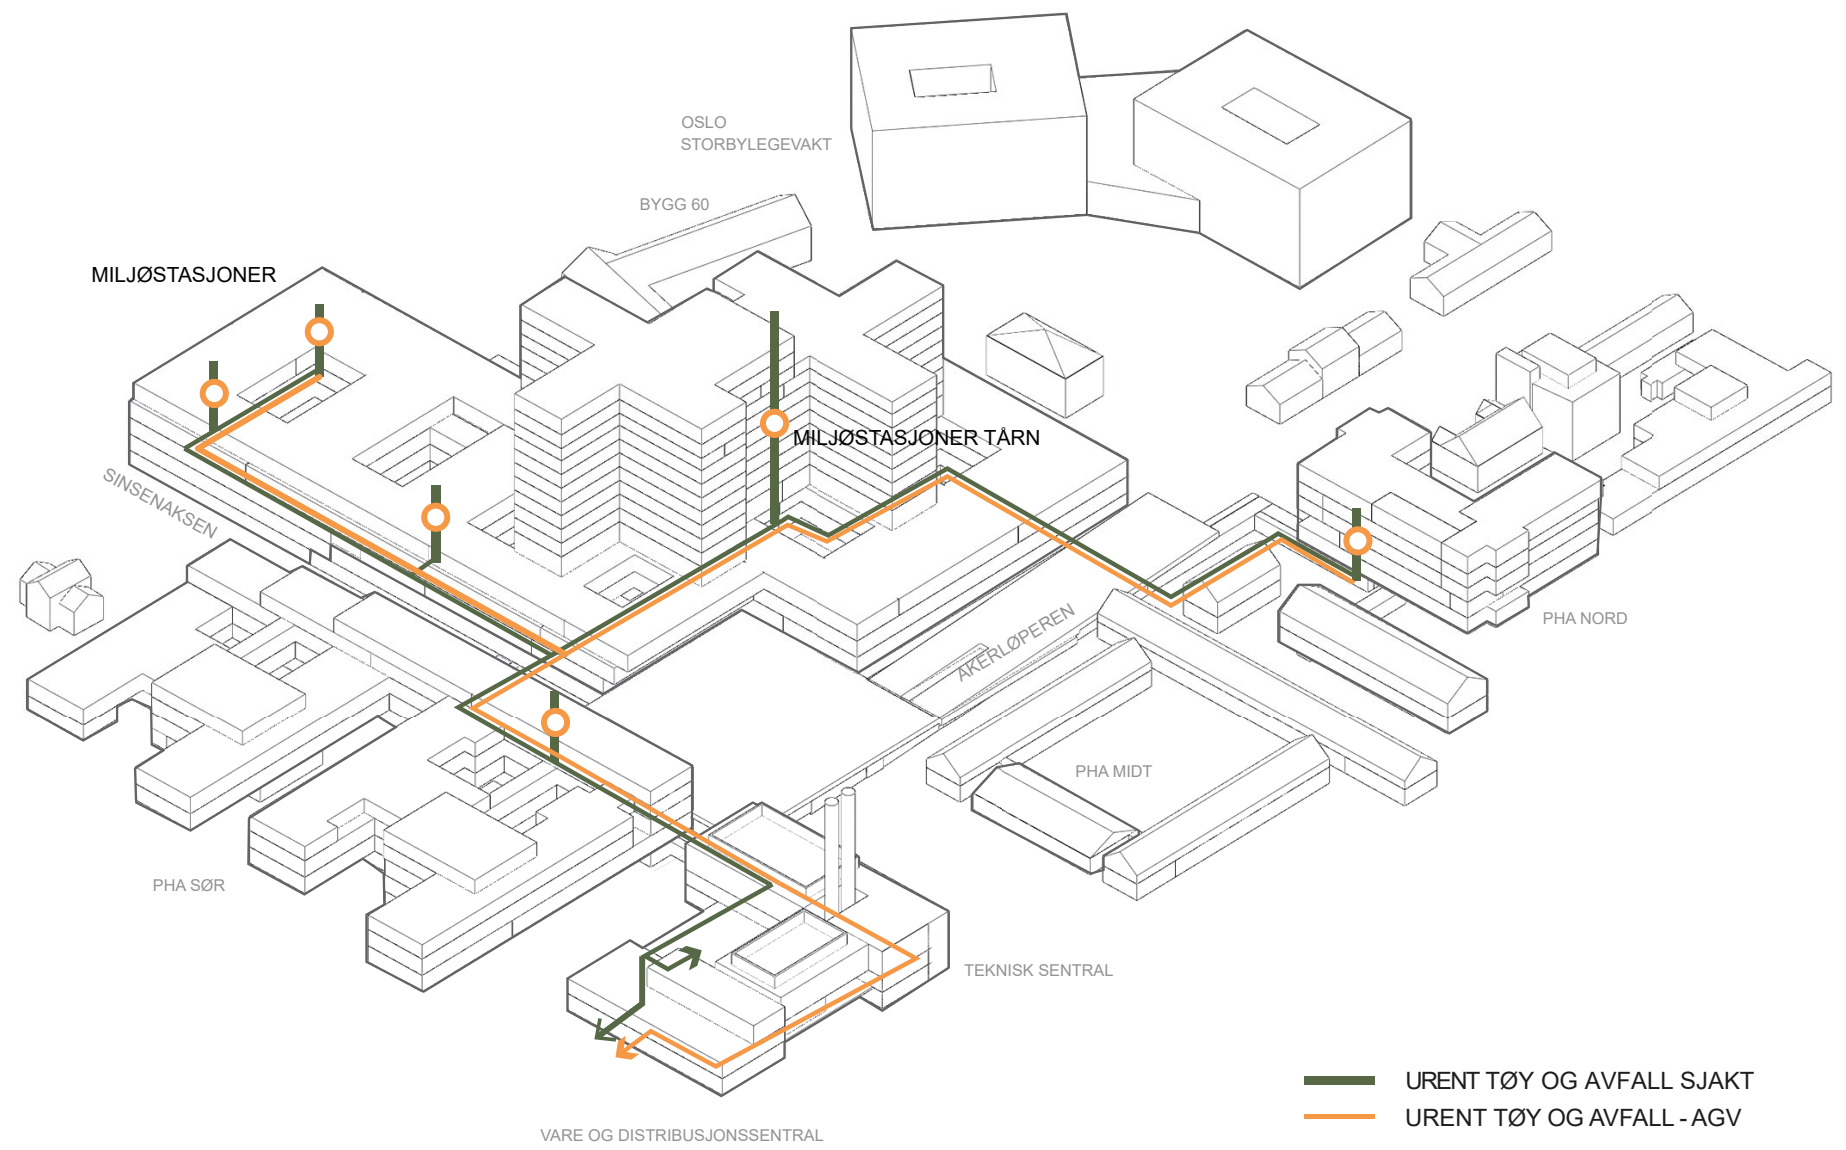 OSLO
STORBYLEGEVAKT
BYGG 60
MILJØSTASJONER
MILJØSTASJONER TÅRN
SINSENAKSEN
AKERLØPEREN
PHA NORD
PHA MIDT
PHA SØR
TEKNISK SENTRAL
VARE OG DISTRIBUSJONSSENTRAL
URENT TØY OG AVFALL SJAKT
URENT TØY OG AVFALL - AGV